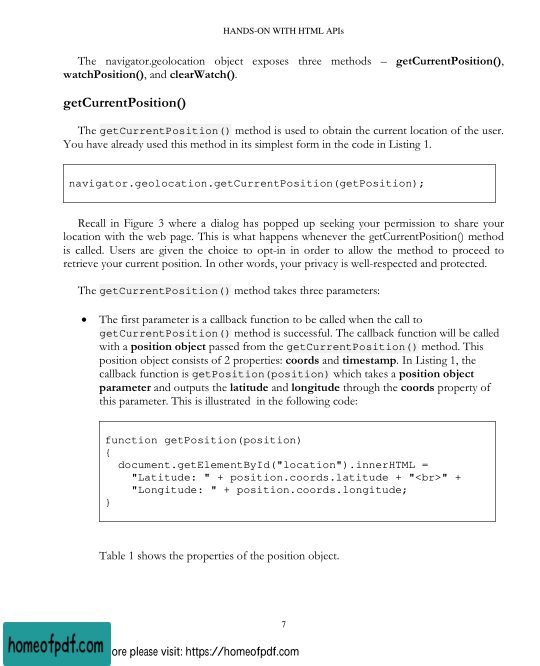 HANDS-ON WITH HTML APIs
The navigator.geolocation object exposes three methods – getCurrentPosition(),
watchPosition(), and clearWatch().
getCurrentPosition()
The getCurrentPosition() method is used to obtain the current location of the user.
You have already used this method in its simplest form in the code in Listing 1.
navigator.geolocation.getCurrentPosition(getPosition);
Recall in Figure 3 where a dialog has popped up seeking your permission to share your
location with the web page. This is what happens whenever the getCurrentPosition() method
is called. Users are given the choice to opt-in in order to allow the method to proceed to
retrieve your current position. In other words, your privacy is well-respected and protected.
The getCurrentPosition() method takes three parameters:
• The first parameter is a callback function to be called when the call to
getCurrentPosition() method is successful. The callback function will be called
with a position object passed from the getCurrentPosition() method. This
position object consists of 2 properties: coords and timestamp. In Listing 1, the
callback function is getPosition(position) which takes a position object
parameter and outputs the latitude and longitude through the coords property of
this parameter. This is illustrated in the following code:
function getPosition(position)
{
document.getElementById("location").innerHTML =
"Latitude: " + position.coords.latitude + "<br>" +
"Longitude: " + position.coords.longitude;
}
Table 1 shows the properties of the position object.
7
homeofpdf.com ore please visit: https://homeofpdf.com